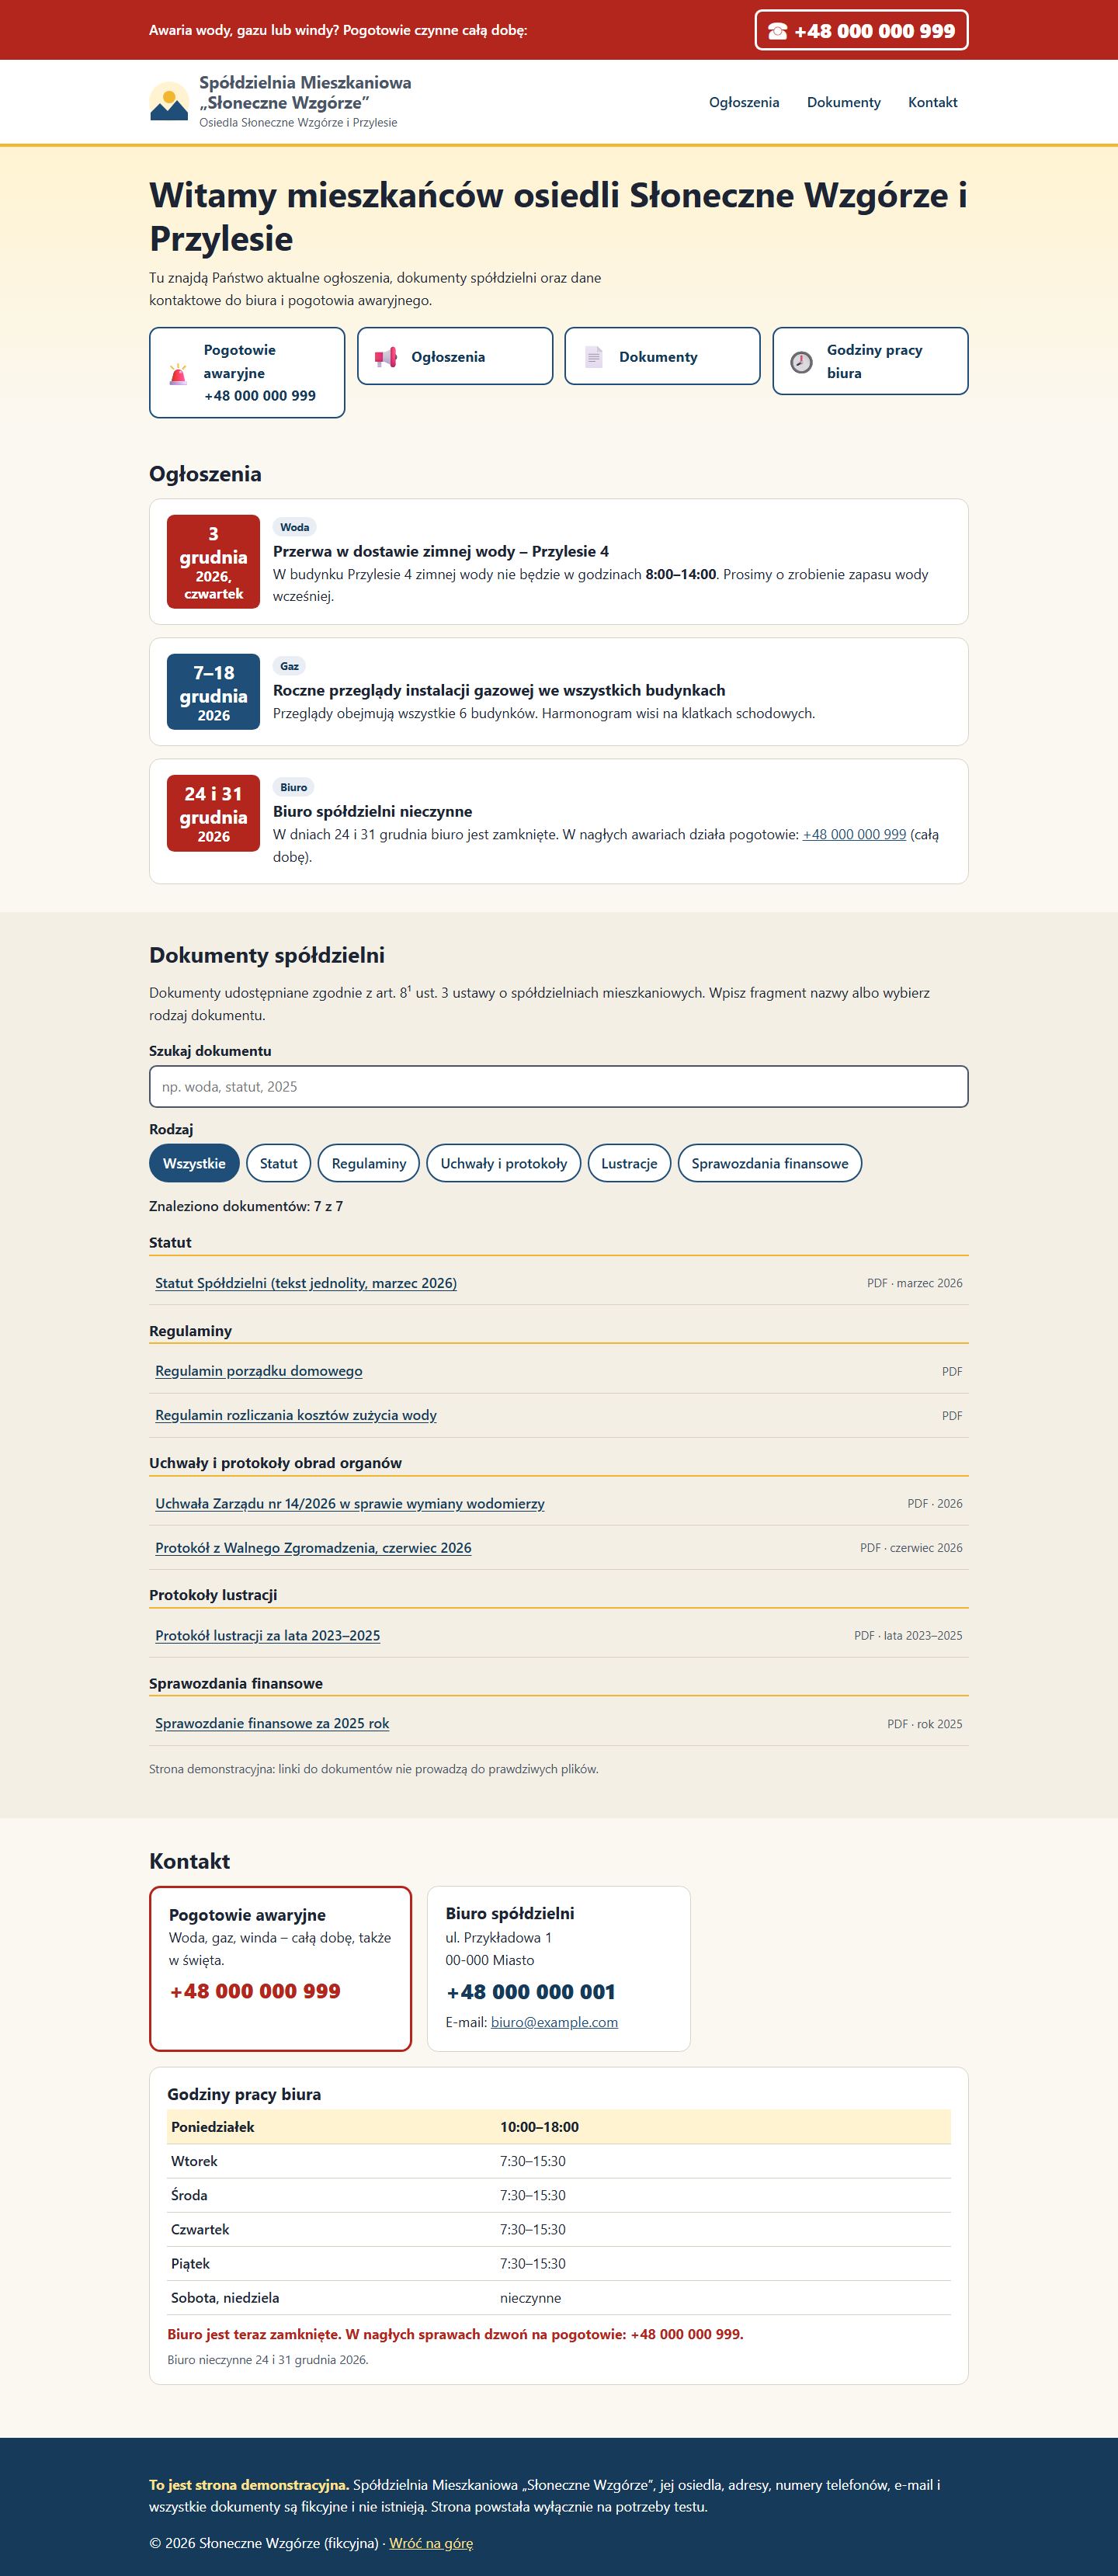 Awaria wody, gazu lub windy? Pogotowie czynne całą dobę:
☎ +48 000 000 999
Spółdzielnia Mieszkaniowa
„Słoneczne Wzgórze”
Osiedla Słoneczne Wzgórze i Przylesie
Ogłoszenia
Dokumenty
Kontakt
Witamy mieszkańców osiedli Słoneczne Wzgórze i
Przylesie
Tu znajdą Państwo aktualne ogłoszenia, dokumenty spółdzielni oraz dane
kontaktowe do biura i pogotowia awaryjnego.
Pogotowie
awaryjne
+48 000 000 999
Ogłoszenia
Dokumenty
Godziny pracy
biura
Ogłoszenia
3
grudnia
2026,
czwartek
Woda
Przerwa w dostawie zimnej wody – Przylesie 4
W budynku Przylesie 4 zimnej wody nie będzie w godzinach 8:00–14:00. Prosimy o zrobienie zapasu wody
wcześniej.
7–18
grudnia
2026
Gaz
Roczne przeglądy instalacji gazowej we wszystkich budynkach
Przeglądy obejmują wszystkie 6 budynków. Harmonogram wisi na klatkach schodowych.
24 i 31
grudnia
2026
Biuro
Biuro spółdzielni nieczynne
W dniach 24 i 31 grudnia biuro jest zamknięte. W nagłych awariach działa pogotowie: +48 000 000 999 (całą
dobę).
Dokumenty spółdzielni
Dokumenty udostępniane zgodnie z art. 8¹ ust. 3 ustawy o spółdzielniach mieszkaniowych. Wpisz fragment nazwy albo wybierz
rodzaj dokumentu.
Szukaj dokumentu
np. woda, statut, 2025
Rodzaj
Wszystkie
Statut
Regulaminy
Uchwały i protokoły
Lustracje
Sprawozdania finansowe
Znaleziono dokumentów: 7 z 7
Statut
Statut Spółdzielni (tekst jednolity, marzec 2026)
PDF · marzec 2026
Regulaminy
Regulamin porządku domowego
PDF
Regulamin rozliczania kosztów zużycia wody
PDF
Uchwały i protokoły obrad organów
Uchwała Zarządu nr 14/2026 w sprawie wymiany wodomierzy
PDF · 2026
Protokół z Walnego Zgromadzenia, czerwiec 2026
PDF · czerwiec 2026
Protokoły lustracji
Protokół lustracji za lata 2023–2025
PDF · lata 2023–2025
Sprawozdania finansowe
Sprawozdanie finansowe za 2025 rok
PDF · rok 2025
Strona demonstracyjna: linki do dokumentów nie prowadzą do prawdziwych plików.
Kontakt
Pogotowie awaryjne
Woda, gaz, winda – całą dobę, także
w święta.
+48 000 000 999
Biuro spółdzielni
ul. Przykładowa 1
00-000 Miasto
+48 000 000 001
E-mail: biuro@example.com
Godziny pracy biura
Poniedziałek 10:00–18:00
Wtorek 7:30–15:30
Środa 7:30–15:30
Czwartek 7:30–15:30
Piątek 7:30–15:30
Sobota, niedziela nieczynne
Biuro jest teraz zamknięte. W nagłych sprawach dzwoń na pogotowie: +48 000 000 999.
Biuro nieczynne 24 i 31 grudnia 2026.
To jest strona demonstracyjna. Spółdzielnia Mieszkaniowa „Słoneczne Wzgórze”, jej osiedla, adresy, numery telefonów, e-mail i
wszystkie dokumenty są fikcyjne i nie istnieją. Strona powstała wyłącznie na potrzeby testu.
© 2026 Słoneczne Wzgórze (fikcyjna) · Wróć na górę